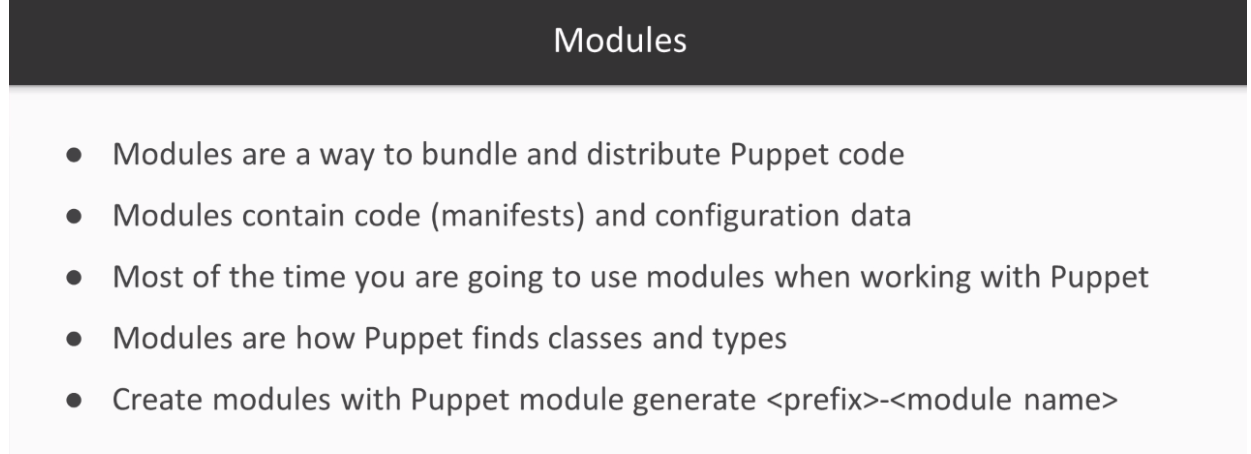 Modules
● Modules are a way to bundle and distribute Puppet code
● Modules contain code (manifests) and configuration data
● Most of the time you are going to use modules when working with Puppet
● Modules are how Puppet finds classes and types
● Create modules with Puppet module generate <prefix>-<module name>